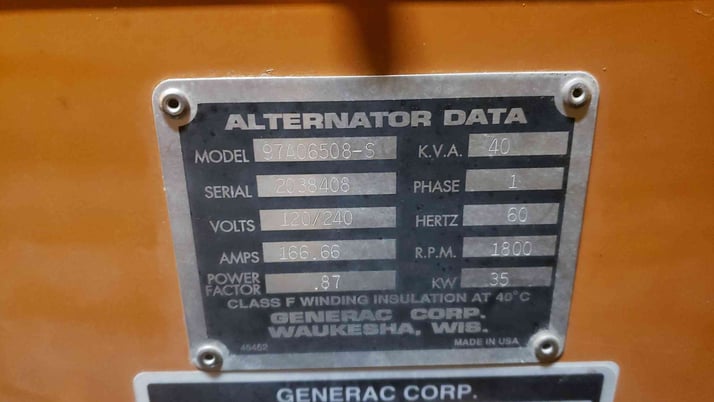 ALTERNATOR DATA
MODEL 97A06508-S K.V.A. 40
SERIAL 2038408 PHASE 1
VOLTS 120/240 HERTZ 60
AMPS 166.66 R.P.M. 1800
POWER FACTOR .87 KW 35
CLASS F WINDING INSULATION AT 40°C
GENERAC CORP.
WAUKESHA, WIS.
46462 MADE IN USA
GENERAC CORP.